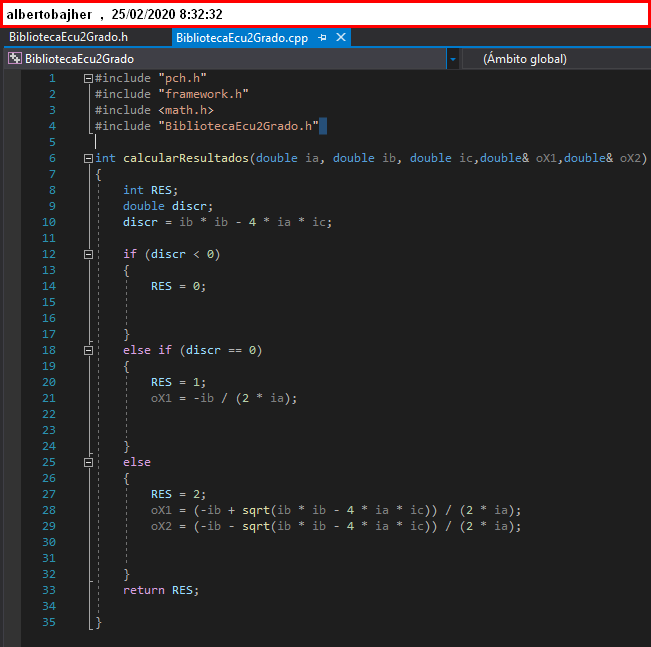 albertobajher , 25/02/2020 8:32:32
BibliotecaEcu2Grado.h BibliotecaEcu2Grado.cpp
BibliotecaEcu2Grado (Ámbito global)
1 #include "pch.h"
2 #include "framework.h"
3 #include <math.h>
4 #include "BibliotecaEcu2Grado.h"
5
6 int calcularResultados(double ia, double ib, double ic,double& oX1,double& oX2)
7 {
8 int RES;
9 double discr;
10 discr = ib * ib - 4 * ia * ic;
11
12 if (discr < 0)
13 {
14 RES = 0;
15
16
17 }
18 else if (discr == 0)
19 {
20 RES = 1;
21 oX1 = -ib / (2 * ia);
22
23
24 }
25 else
26 {
27 RES = 2;
28 oX1 = (-ib + sqrt(ib * ib - 4 * ia * ic)) / (2 * ia);
29 oX2 = (-ib - sqrt(ib * ib - 4 * ia * ic)) / (2 * ia);
30
31
32 }
33 return RES;
34
35 }